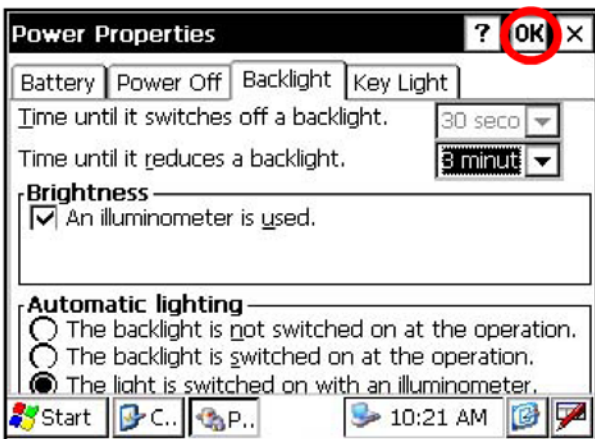 Power Properties ? OK ×
Battery Power Off Backlight Key Light
Time until it switches off a backlight. 30 seco
Time until it reduces a backlight. 3 minut
Brightness
An illuminometer is used.
Automatic lighting
The backlight is not switched on at the operation.
The backlight is switched on at the operation.
The light is switched on with an illuminometer.
Start C.. P.. 10:21 AM